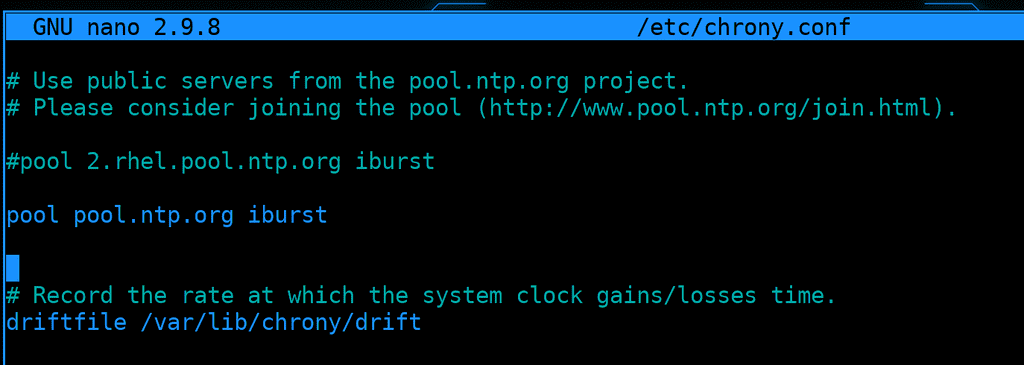 GNU nano 2.9.8 /etc/chrony.conf
# Use public servers from the pool.ntp.org project.
# Please consider joining the pool (http://www.pool.ntp.org/join.html).
#pool 2.rhel.pool.ntp.org iburst
pool pool.ntp.org iburst
# Record the rate at which the system clock gains/losses time.
driftfile /var/lib/chrony/drift